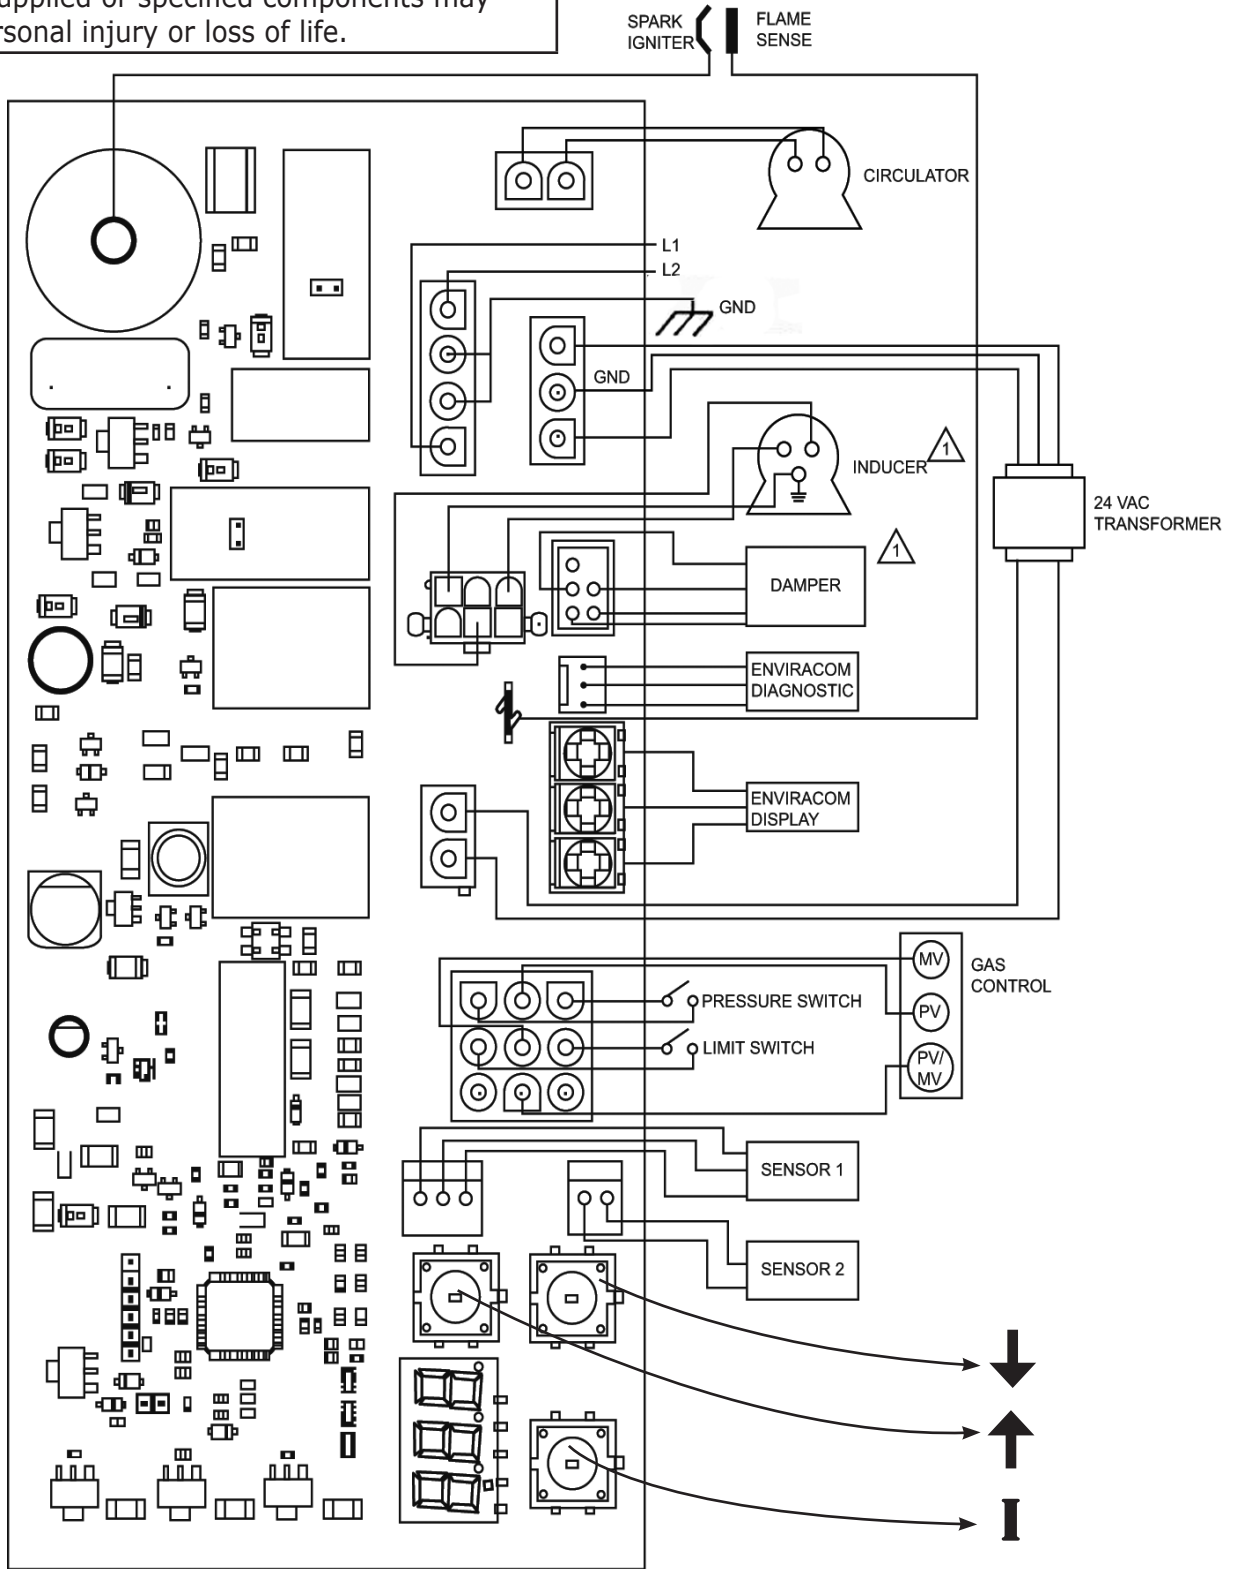 supplied or specified components may
rsonal injury or loss of life.
SPARK
IGNITER
FLAME
SENSE
CIRCULATOR
L1
L2
GND
GND
INDUCER
1
24 VAC
TRANSFORMER
1
DAMPER
ENVIRACOM
DIAGNOSTIC
ENVIRACOM
DISPLAY
MV
GAS
CONTROL
PRESSURE SWITCH
PV
LIMIT SWITCH
PV/
MV
SENSOR 1
SENSOR 2
I